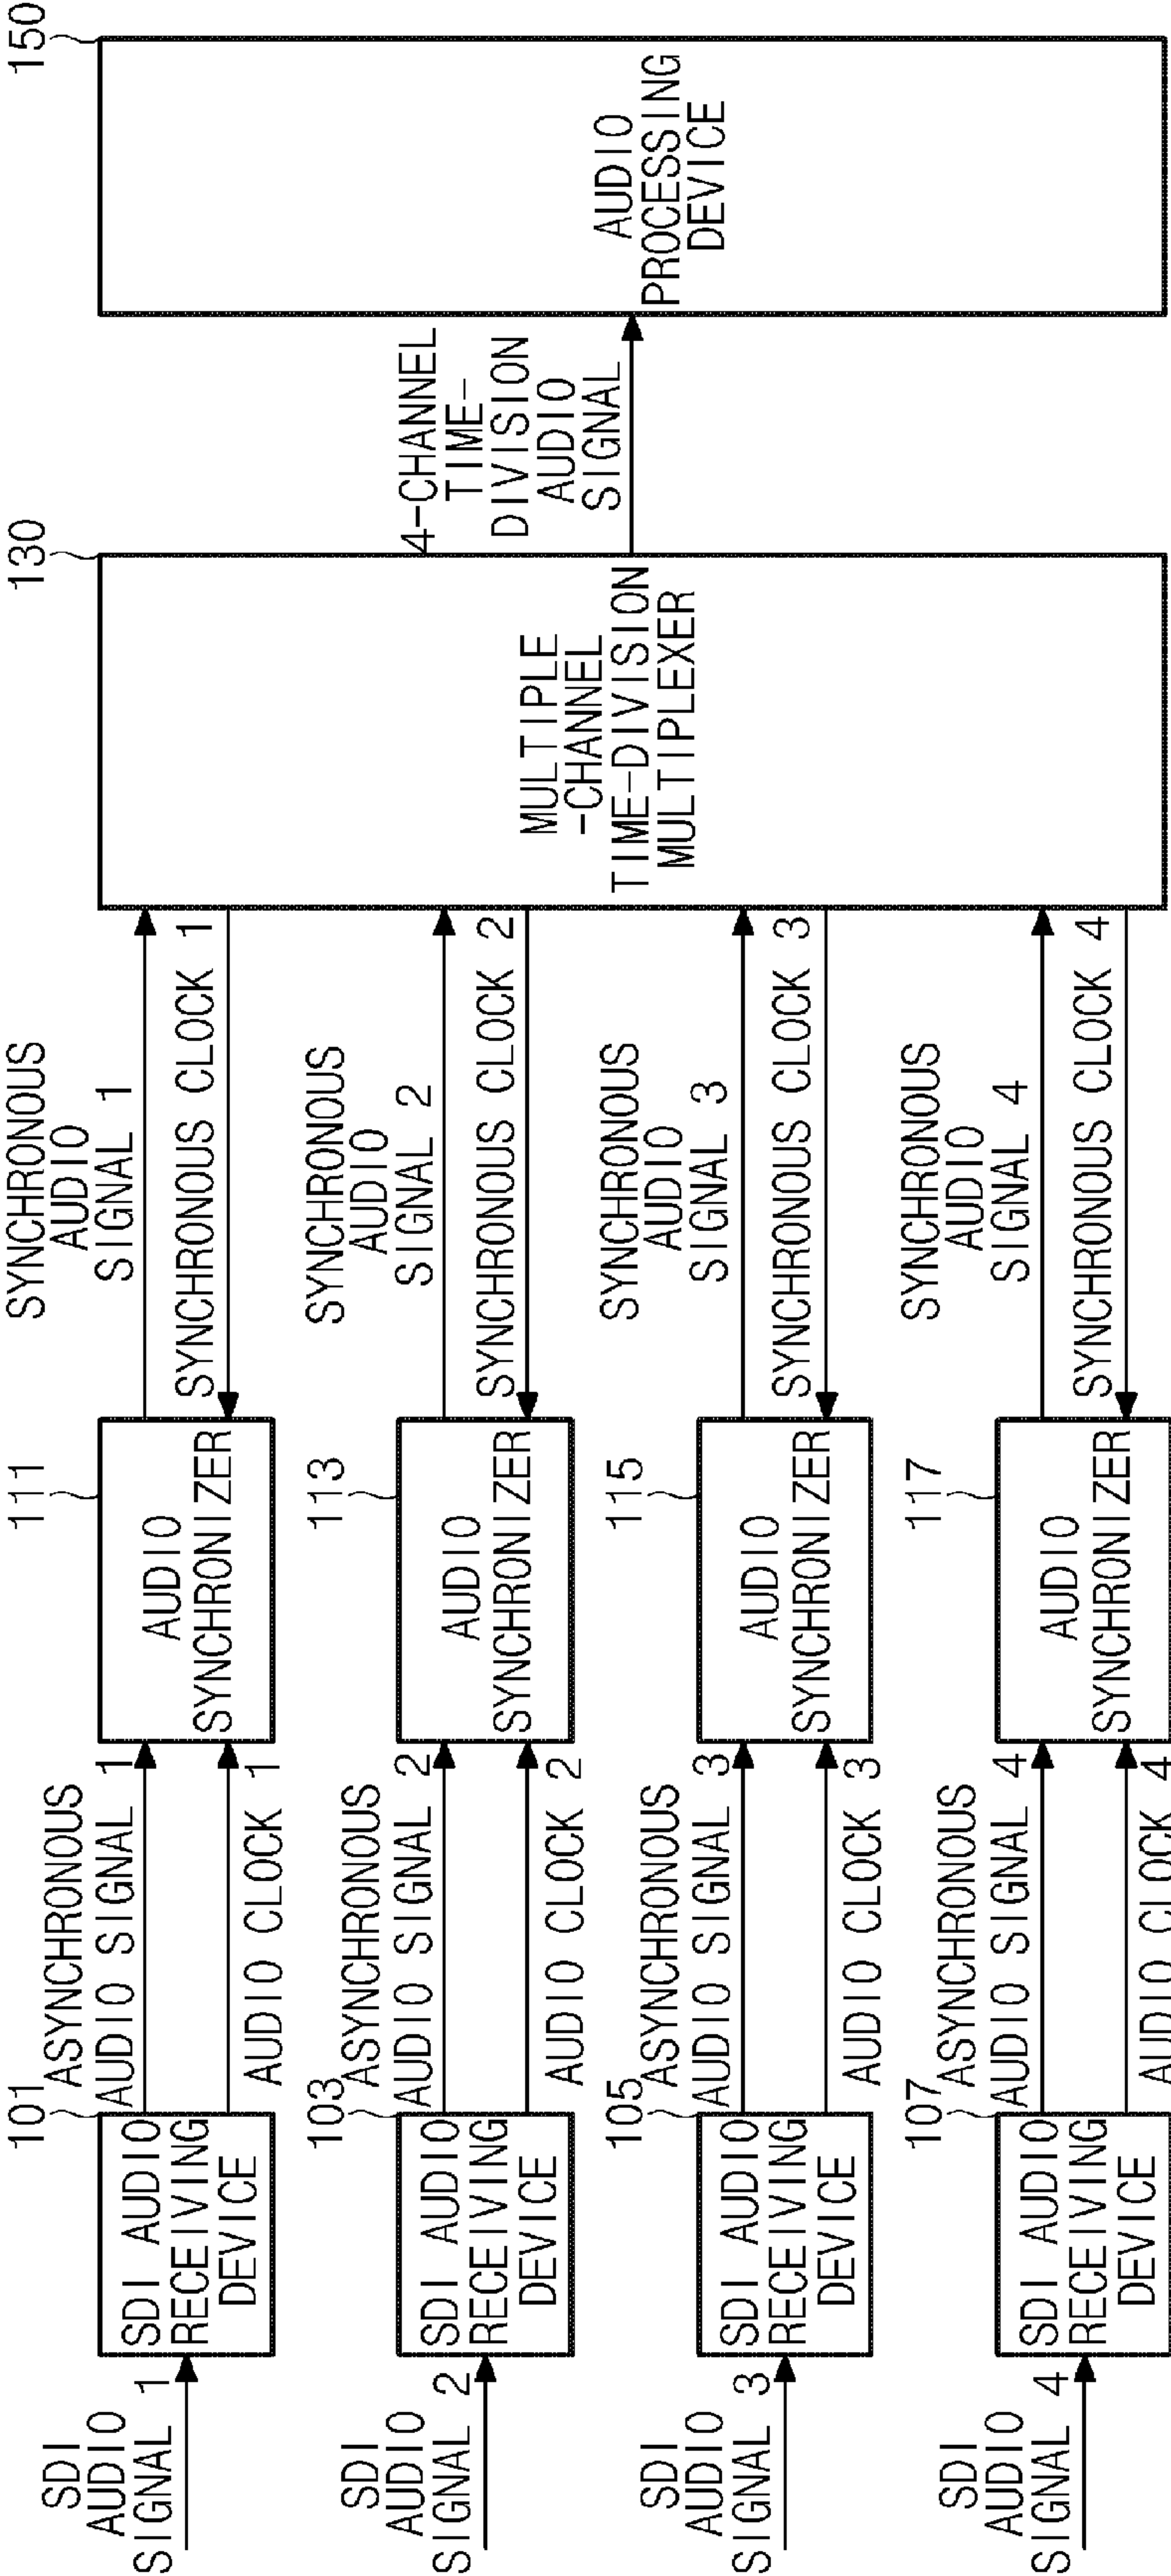 SDI
AUDIO
SIGNAL 1
101
SDI AUDIO
RECEIVING
DEVICE
ASYNCHRONOUS
AUDIO SIGNAL 1
AUDIO CLOCK 1
111
AUDIO
SYNCHRONIZER
SYNCHRONOUS
AUDIO
SIGNAL 1
SYNCHRONOUS CLOCK 1
SDI
AUDIO
SIGNAL 2
103
SDI AUDIO
RECEIVING
DEVICE
ASYNCHRONOUS
AUDIO SIGNAL 2
AUDIO CLOCK 2
113
AUDIO
SYNCHRONIZER
SYNCHRONOUS
AUDIO
SIGNAL 2
SYNCHRONOUS CLOCK 2
SDI
AUDIO
SIGNAL 3
105
SDI AUDIO
RECEIVING
DEVICE
ASYNCHRONOUS
AUDIO SIGNAL 3
AUDIO CLOCK 3
115
AUDIO
SYNCHRONIZER
SYNCHRONOUS
AUDIO
SIGNAL 3
SYNCHRONOUS CLOCK 3
SDI
AUDIO
SIGNAL 4
107
SDI AUDIO
RECEIVING
DEVICE
ASYNCHRONOUS
AUDIO SIGNAL 4
AUDIO CLOCK 4
117
AUDIO
SYNCHRONIZER
SYNCHRONOUS
AUDIO
SIGNAL 4
SYNCHRONOUS CLOCK 4
130
MULTIPLE
-CHANNEL
TIME-DIVISION
MULTIPLEXER
4-CHANNEL
TIME-
DIVISION
AUDIO
SIGNAL
150
AUDIO
PROCESSING
DEVICE